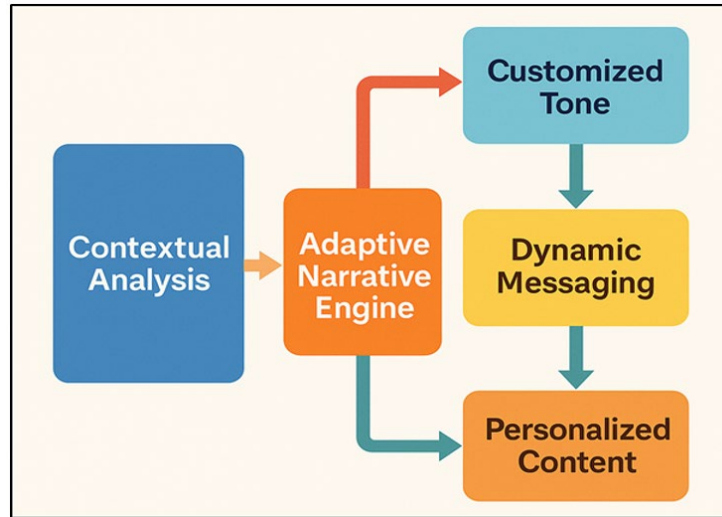 Contextual
Analysis
Adaptive
Narrative
Engine
Customized
Tone
Dynamic
Messaging
Personalized
Content